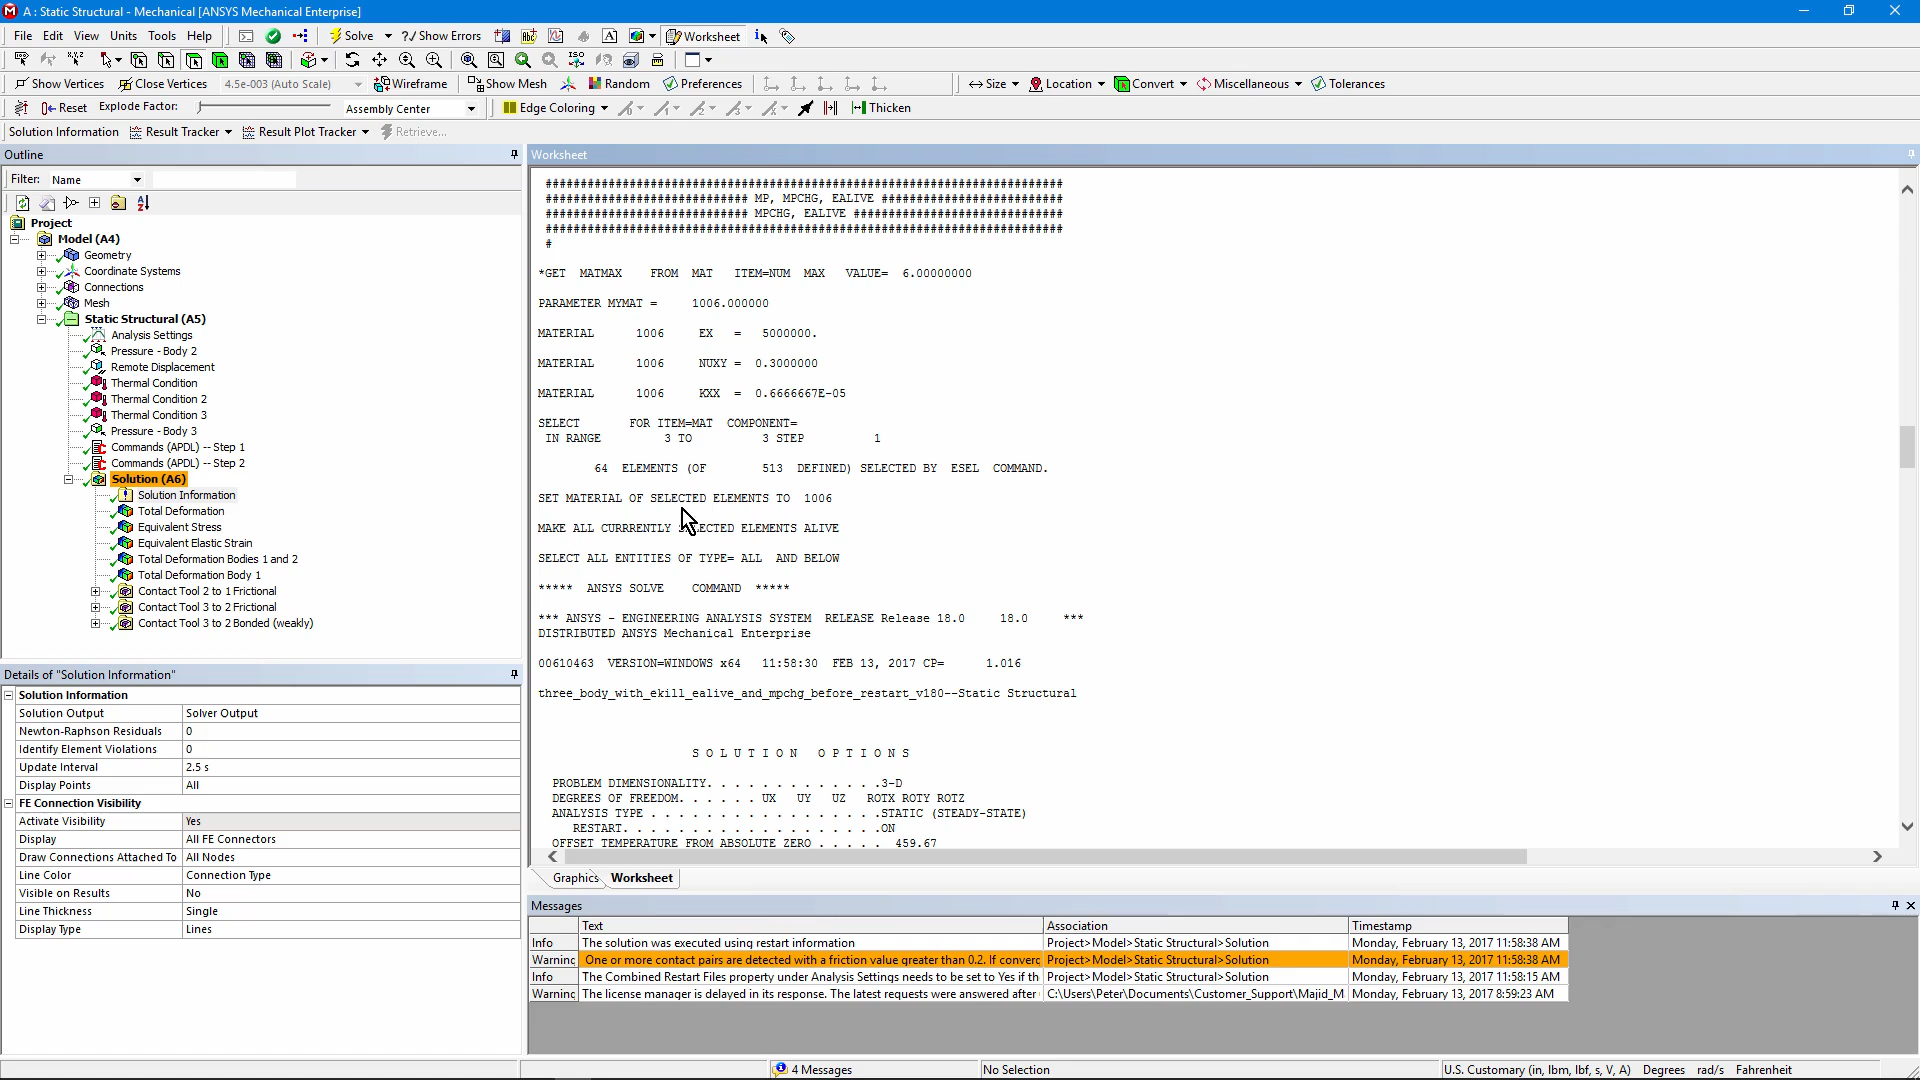 A : Static Structural - Mechanical [ANSYS Mechanical Enterprise]
File Edit View Units Tools Help Solve ?/ Show Errors Worksheet
Show Vertices Close Vertices 4.5e-003 (Auto Scale) Wireframe Show Mesh Random Preferences Size Location Convert Miscellaneous Tolerances
Reset Explode Factor: Assembly Center Edge Coloring Thicken
Solution Information Result Tracker Result Plot Tracker Retrieve...
Outline
Filter: Name
Project
Model (A4)
Geometry
Coordinate Systems
Connections
Mesh
Static Structural (A5)
Analysis Settings
Pressure - Body 2
Remote Displacement
Thermal Condition
Thermal Condition 2
Thermal Condition 3
Pressure - Body 3
Commands (APDL) -- Step 1
Commands (APDL) -- Step 2
Solution (A6)
Solution Information
Total Deformation
Equivalent Stress
Equivalent Elastic Strain
Total Deformation Bodies 1 and 2
Total Deformation Body 1
Contact Tool 2 to 1 Frictional
Contact Tool 3 to 2 Frictional
Contact Tool 3 to 2 Bonded (weakly)
Details of "Solution Information"
Solution Information
Solution Output Solver Output
Newton-Raphson Residuals 0
Identify Element Violations 0
Update Interval 2.5 s
Display Points All
FE Connection Visibility
Activate Visibility Yes
Display All FE Connectors
Draw Connections Attached To All Nodes
Line Color Connection Type
Visible on Results No
Line Thickness Single
Display Type Lines
Worksheet
##########################################################################
############################# MP, MPCHG, EALIVE ##########################
############################# MPCHG, EALIVE ##############################
##########################################################################
#
*GET MATMAX FROM MAT ITEM=NUM MAX VALUE= 6.00000000
PARAMETER MYMAT = 1006.000000
MATERIAL 1006 EX = 5000000.
MATERIAL 1006 NUXY = 0.3000000
MATERIAL 1006 KXX = 0.6666667E-05
SELECT FOR ITEM=MAT COMPONENT=
IN RANGE 3 TO 3 STEP 1
64 ELEMENTS (OF 513 DEFINED) SELECTED BY ESEL COMMAND.
SET MATERIAL OF SELECTED ELEMENTS TO 1006
MAKE ALL CURRRENTLY SELECTED ELEMENTS ALIVE
SELECT ALL ENTITIES OF TYPE= ALL AND BELOW
***** ANSYS SOLVE COMMAND *****
*** ANSYS - ENGINEERING ANALYSIS SYSTEM RELEASE Release 18.0 18.0 ***
DISTRIBUTED ANSYS Mechanical Enterprise
00610463 VERSION=WINDOWS x64 11:58:30 FEB 13, 2017 CP= 1.016
three_body_with_ekill_ealive_and_mpchg_before_restart_v180--Static Structural
S O L U T I O N O P T I O N S
PROBLEM DIMENSIONALITY. . . . . . . . . . . . .3-D
DEGREES OF FREEDOM. . . . . . UX UY UZ ROTX ROTY ROTZ
ANALYSIS TYPE . . . . . . . . . . . . . . . . .STATIC (STEADY-STATE)
RESTART. . . . . . . . . . . . . . . . . . .ON
OFFSET TEMPERATURE FROM ABSOLUTE ZERO . . . . . 459.67
Graphics Worksheet
Messages
Text Association Timestamp
Info The solution was executed using restart information Project>Model>Static Structural>Solution Monday, February 13, 2017 11:58:38 AM
Warning One or more contact pairs are detected with a friction value greater than 0.2. If converg Project>Model>Static Structural>Solution Monday, February 13, 2017 11:58:38 AM
Info The Combined Restart Files property under Analysis Settings needs to be set to Yes if th Project>Model>Static Structural>Solution Monday, February 13, 2017 11:58:15 AM
Warning The license manager is delayed in its response. The latest requests were answered after C:\Users\Peter\Documents\Customer_Support\Majid_M Monday, February 13, 2017 8:59:23 AM
4 Messages No Selection U.S. Customary (in, lbm, lbf, s, V, A) Degrees rad/s Fahrenheit